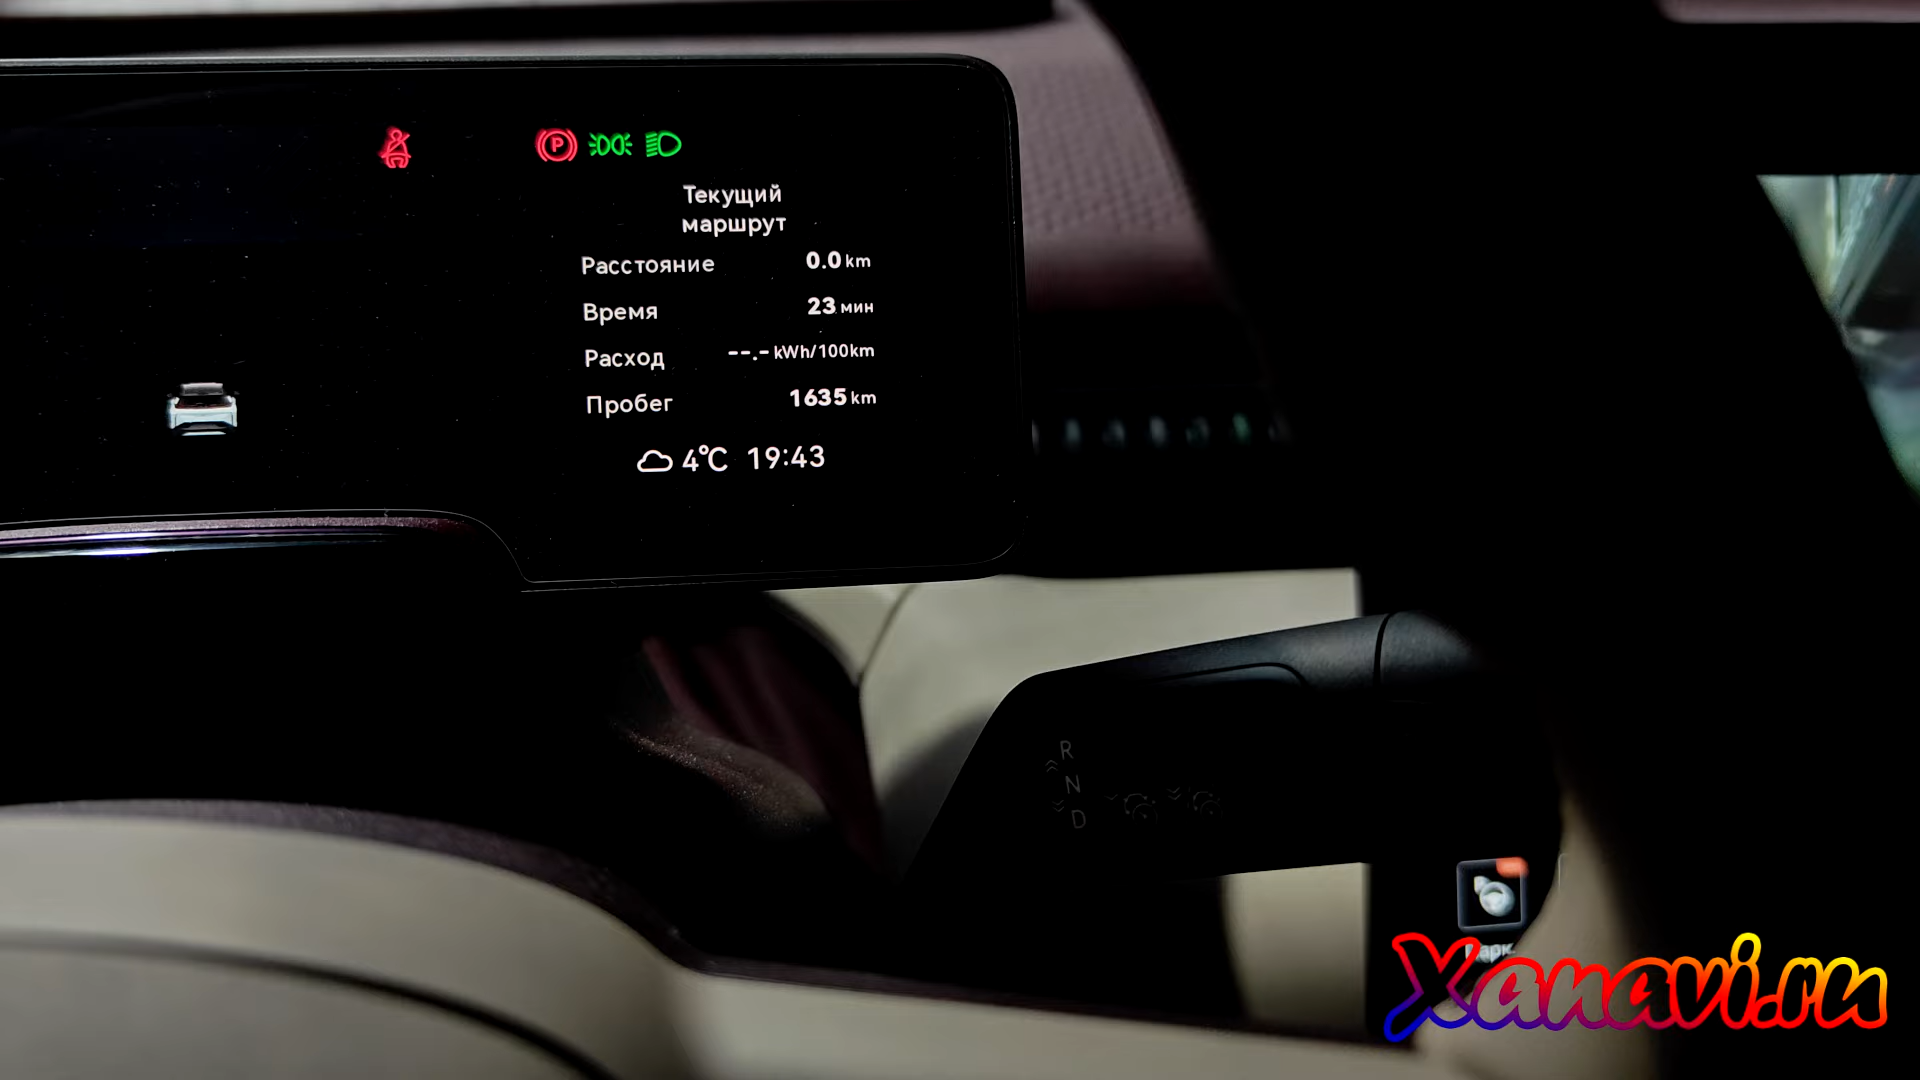 P
Текущий
маршрут
Расстояние 0.0 km
Время 23 мин
Расход --.- kWh/100km
Пробег 1635 km
4°C 19:43
R
N
D
Xanavi.ru